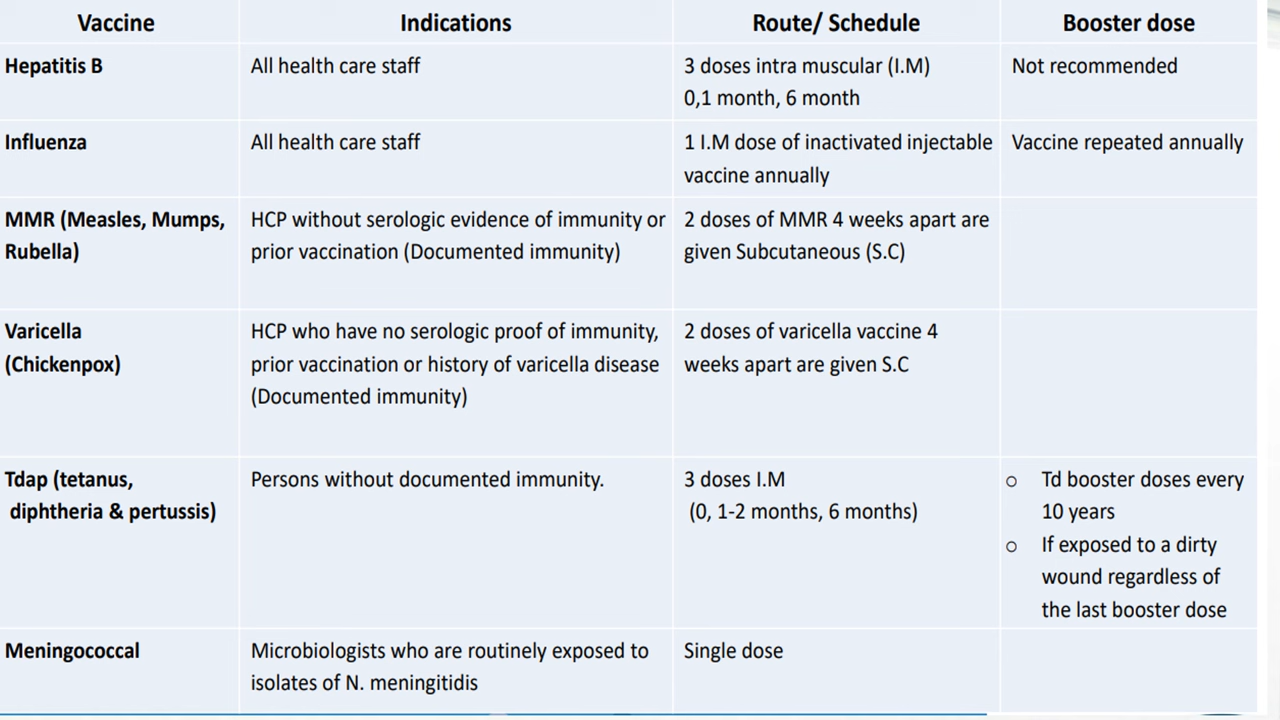 Vaccine
Indications
Route/ Schedule
Booster dose
Hepatitis B
All health care staff
3 doses intra muscular (I.M)
0,1 month, 6 month
Not recommended
Influenza
All health care staff
1 I.M dose of inactivated injectable
vaccine annually
Vaccine repeated annually
MMR (Measles, Mumps,
Rubella)
HCP without serologic evidence of immunity or
prior vaccination (Documented immunity)
2 doses of MMR 4 weeks apart are
given Subcutaneous (S.C)
Varicella
(Chickenpox)
HCP who have no serologic proof of immunity,
prior vaccination or history of varicella disease
(Documented immunity)
2 doses of varicella vaccine 4
weeks apart are given S.C
Tdap (tetanus,
diphtheria & pertussis)
Persons without documented immunity.
3 doses I.M
(0, 1-2 months, 6 months)
o Td booster doses every
10 years
o If exposed to a dirty
wound regardless of
the last booster dose
Meningococcal
Microbiologists who are routinely exposed to
isolates of N. meningitidis
Single dose